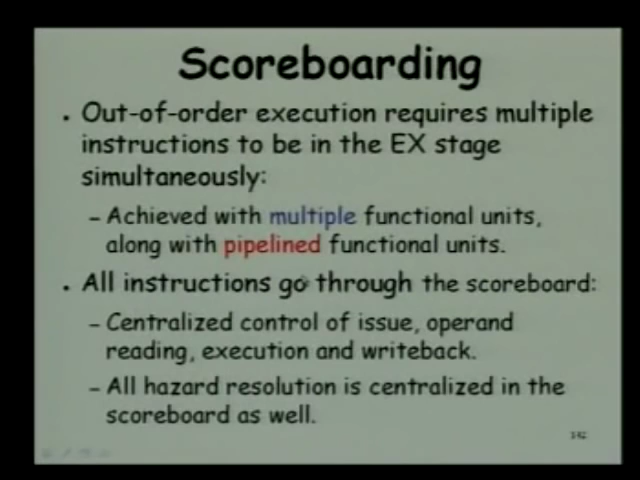 Scoreboarding
• Out-of-order execution requires multiple
instructions to be in the EX stage
simultaneously:
– Achieved with multiple functional units,
along with pipelined functional units.
• All instructions go through the scoreboard:
– Centralized control of issue, operand
reading, execution and writeback.
– All hazard resolution is centralized in the
scoreboard as well.